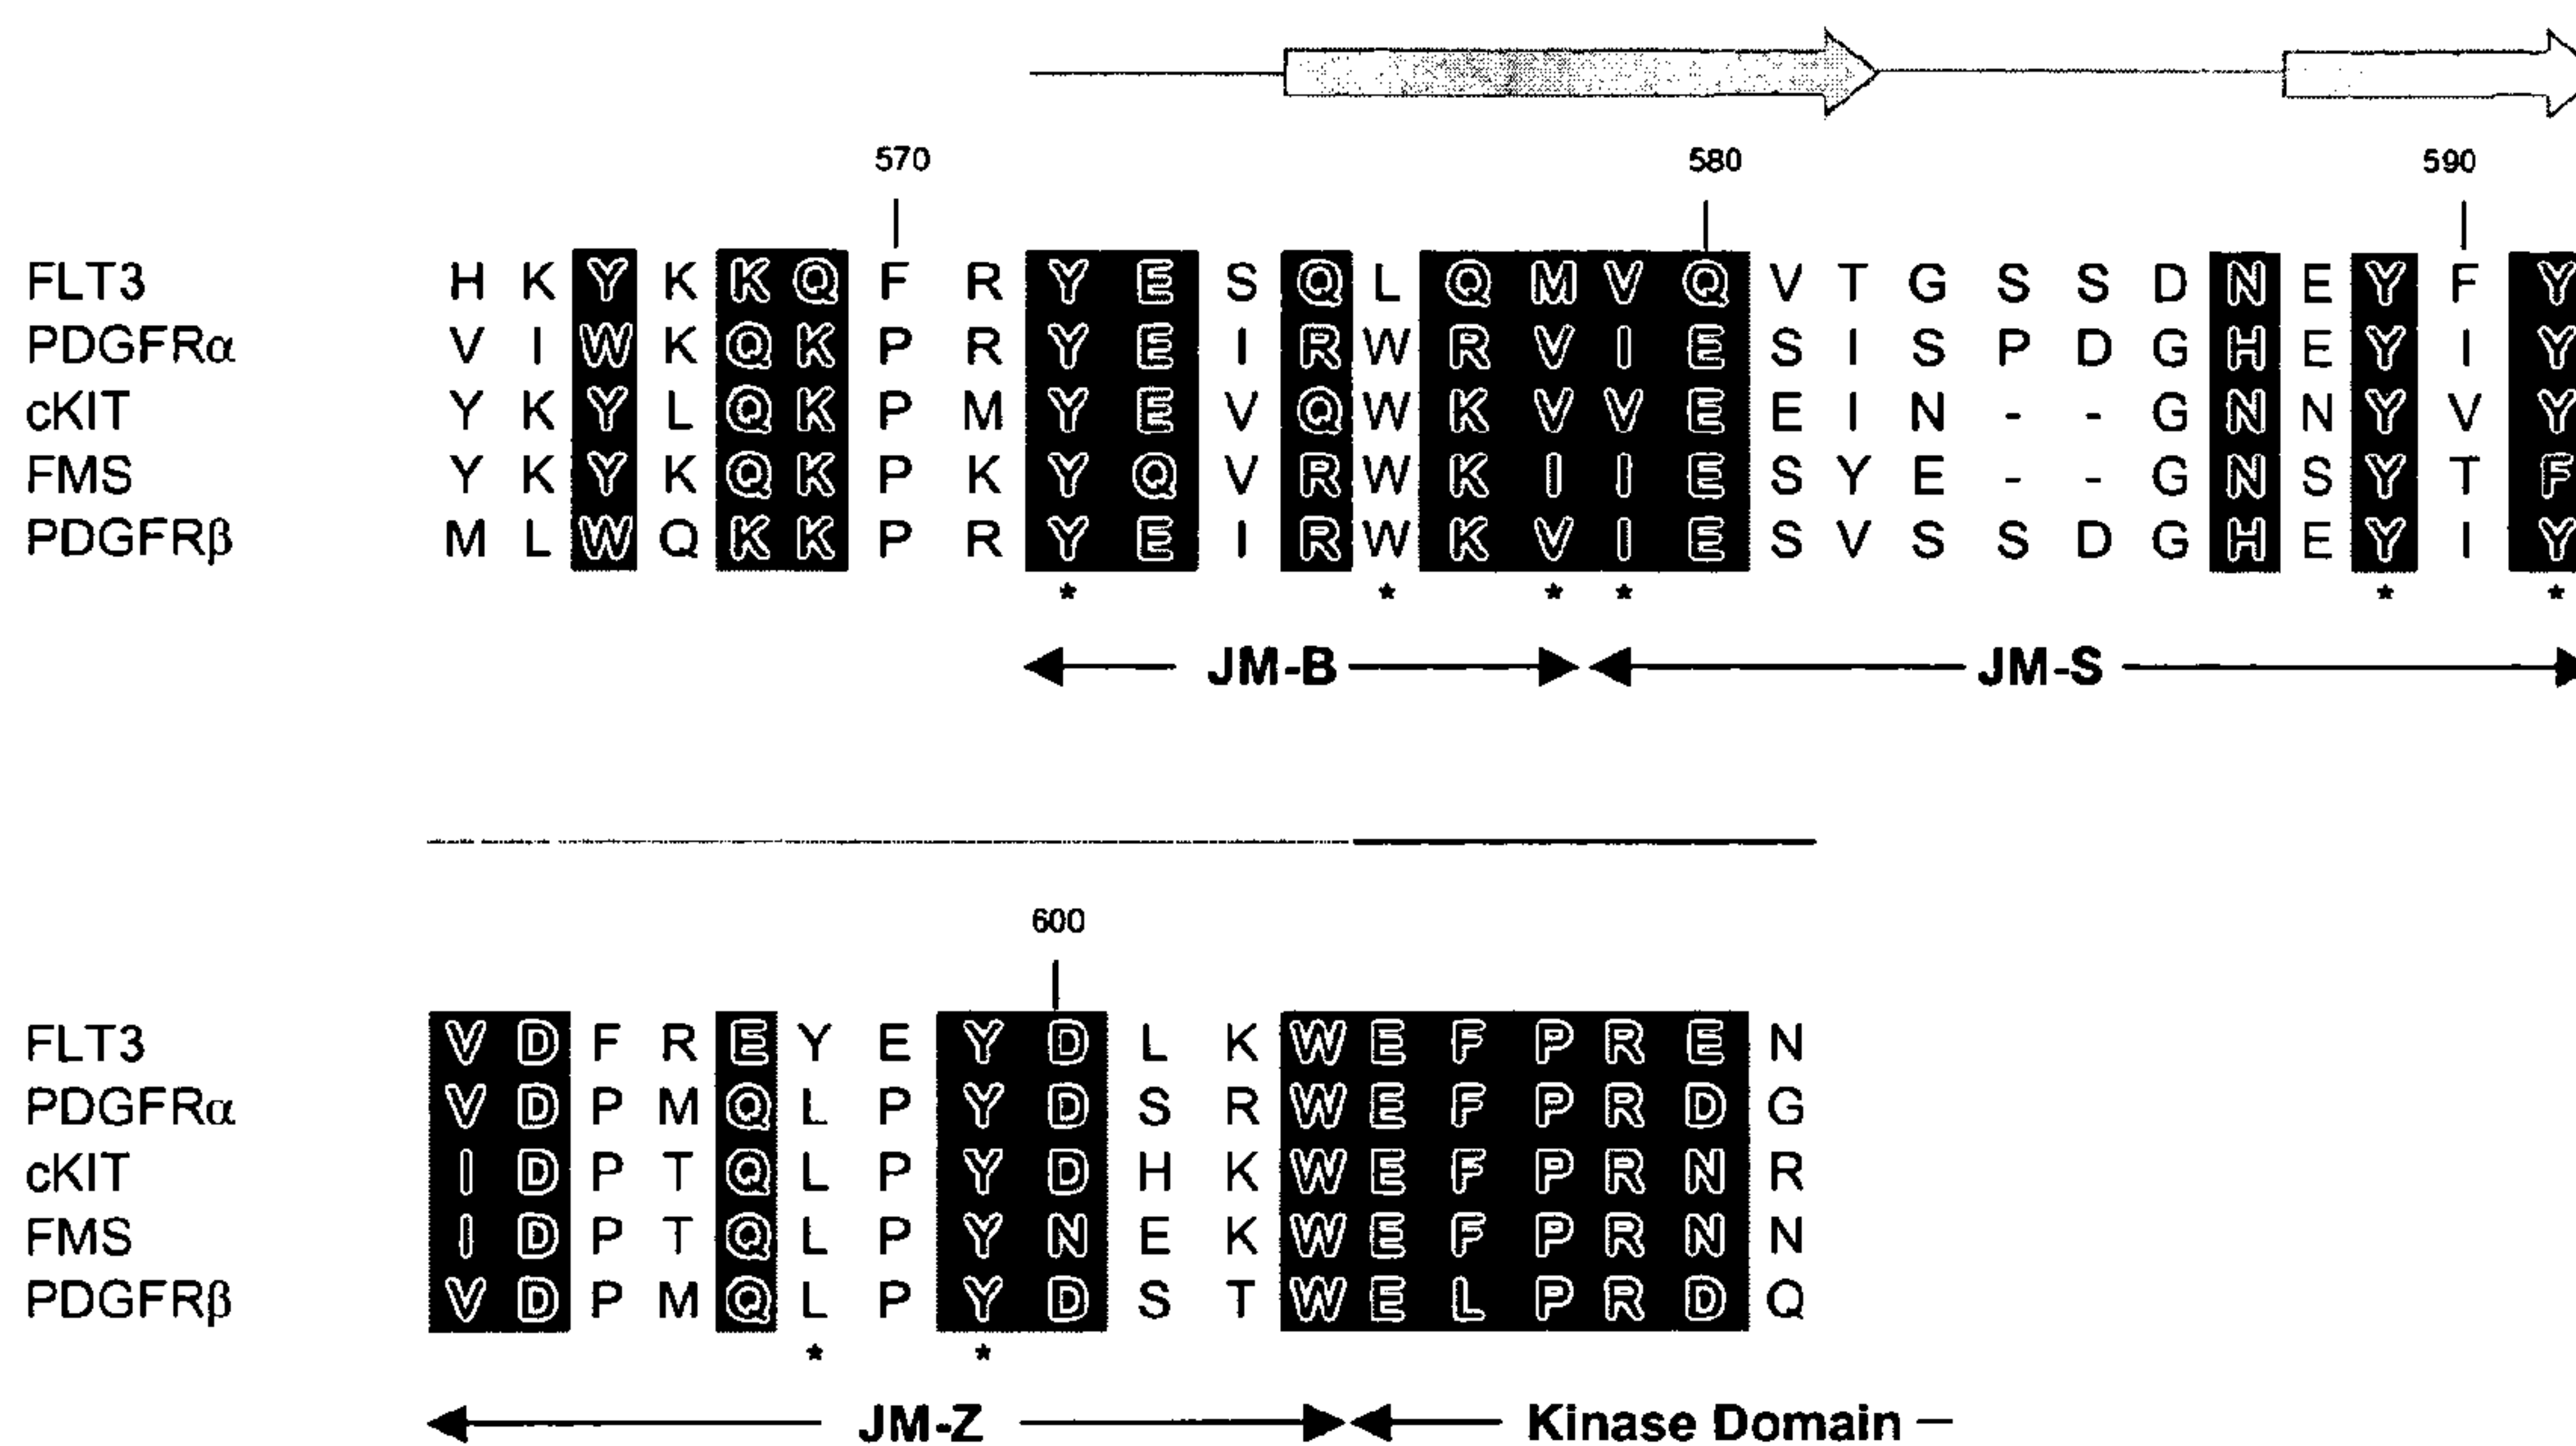 570 580 590
FLT3 H K Y K K Q F R Y E S Q L Q M V Q V T G S S D N E Y F Y
PDGFRα V I W K Q K P R Y E I R W R V I E S I S P D G H E Y I Y
cKIT Y K Y L Q K P M Y E V Q W K V V E E I N - - G N N Y V Y
FMS Y K Y K Q K P K Y Q V R W K I I E S Y E - - G N S Y T F
PDGFRβ M L W Q K K P R Y E I R W K V I E S V S S D G H E Y I Y
* * * * * *
JM-B JM-S
600
FLT3 V D F R E Y E Y D L K W E F P R E N
PDGFRα V D P M Q L P Y D S R W E F P R D G
cKIT I D P T Q L P Y D H K W E F P R N R
FMS I D P T Q L P Y N E K W E F P R N N
PDGFRβ V D P M Q L P Y D S T W E L P R D Q
* *
JM-Z Kinase Domain